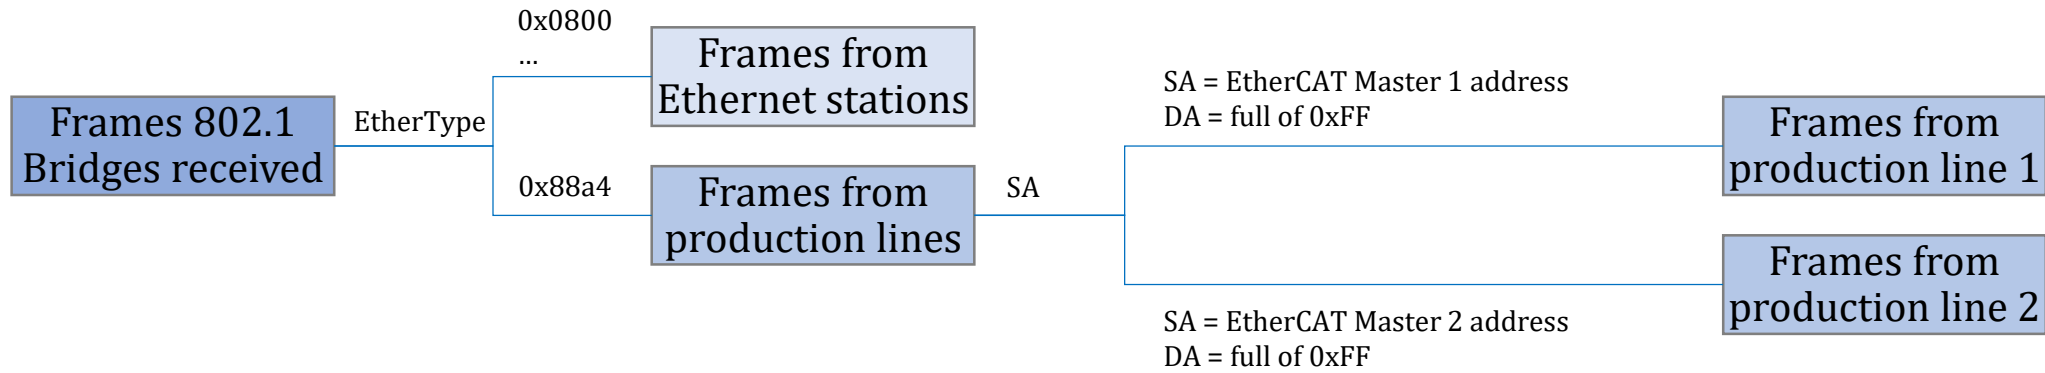 Frames 802.1
Bridges received
EtherType
0x0800
...
Frames from
Ethernet stations
0x88a4
Frames from
production lines
SA
SA = EtherCAT Master 1 address
DA = full of 0xFF
Frames from
production line 1
SA = EtherCAT Master 2 address
DA = full of 0xFF
Frames from
production line 2